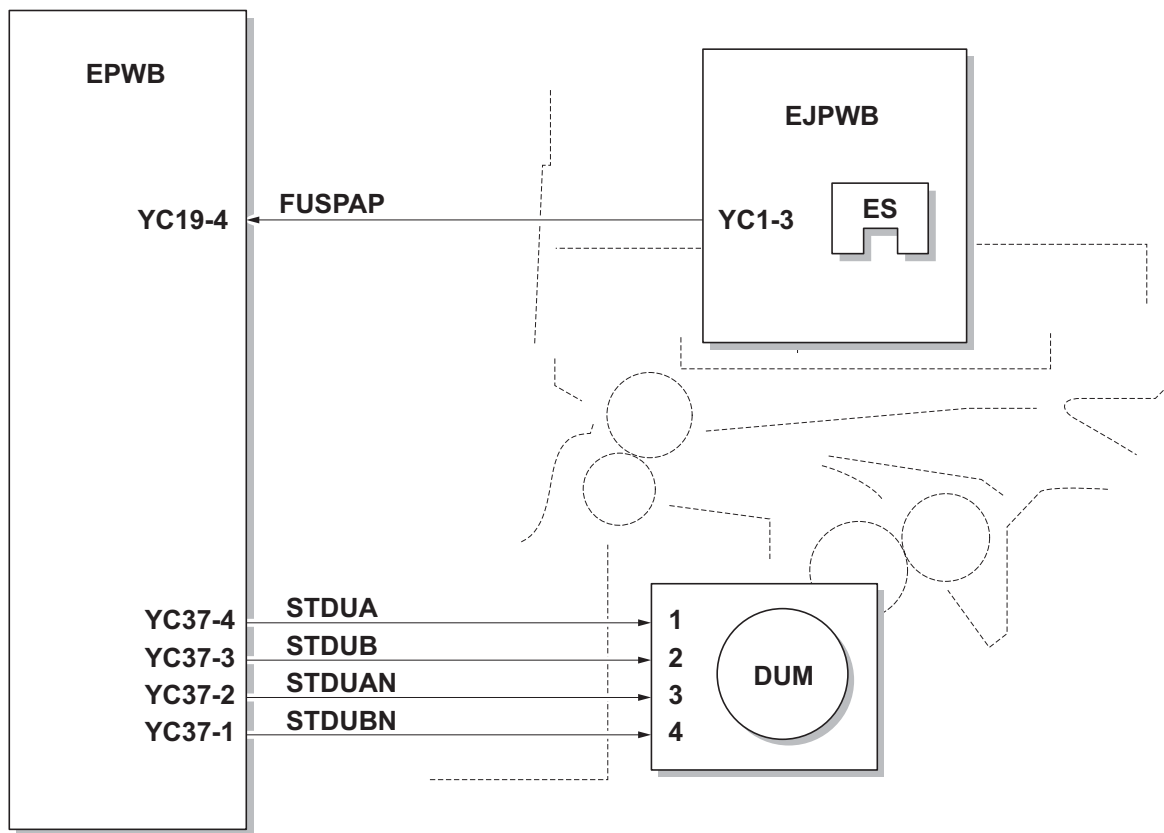 EPWB
EJPWB
FUSPAP
YC19-4
YC1-3
ES
YC37-4
STDUA
1
YC37-3
STDUB
2
YC37-2
STDUAN
3
YC37-1
STDUBN
4
DUM